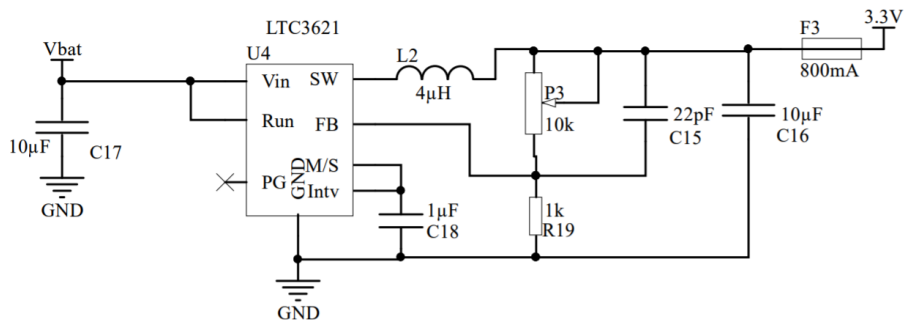 LTC3621
3.3V
Vbat
U4
L2
F3
Vin
SW
4μH
P3
800mA
10k
Run
FB
22pF
10μF
10μF
C17
C15
C16
GND
M/S
PG
Intv
GND
1μF
C18
1k
R19
GND